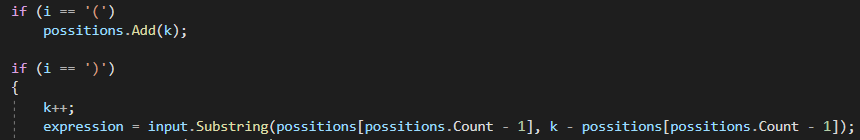 if (i == '(')
possitions.Add(k);
if (i == ')')
{
k++;
expression = input.Substring(possitions[possitions.Count - 1], k - possitions[possitions.Count - 1]);